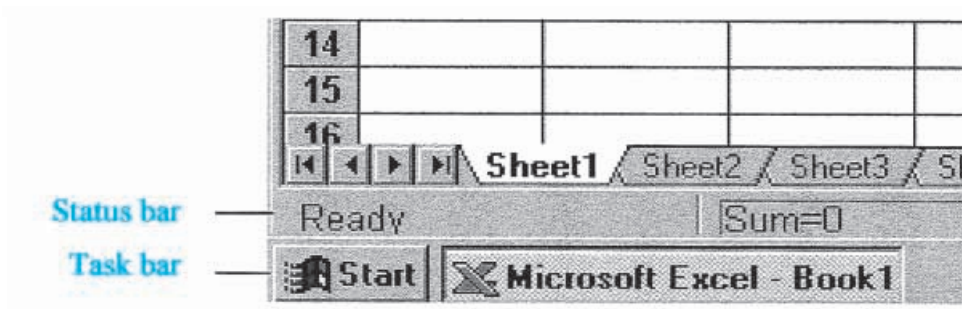 14
15
16
Sheet1 Sheet2 Sheet3
Status bar Ready Sum=0
Task bar Start Microsoft Excel - Book1